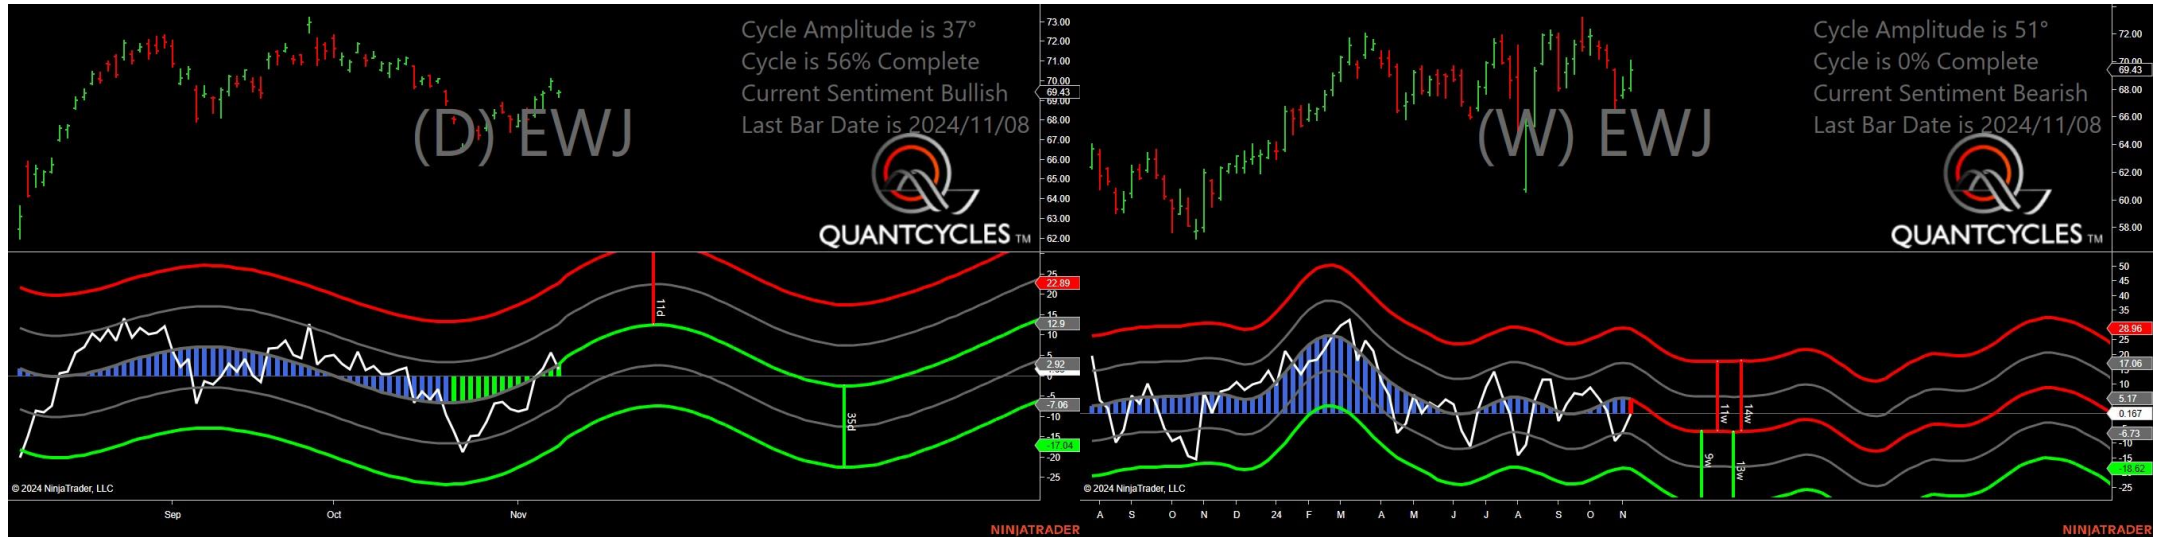 Cycle Amplitude is 37°
Cycle is 56% Complete
Current Sentiment Bullish
Last Bar Date is 2024/11/08
(D) EWJ
QUANTCYCLES TM
73.00
72.00
71.00
70.00
69.43
69.00
68.00
67.00
66.00
65.00
64.00
63.00
62.00
25
22.89
20
15
12.9
10
5
2.92
-5
-7.06
-10
-15
-17.04
-20
-25
11d
35d
© 2024 NinjaTrader, LLC
Sep
Oct
Nov
NINJATRADER
Cycle Amplitude is 51°
Cycle is 0% Complete
Current Sentiment Bearish
Last Bar Date is 2024/11/08
(W) EWJ
QUANTCYCLES TM
72.00
70.00
69.43
68.00
66.00
64.00
62.00
60.00
58.00
50
45
40
35
28.96
25
20
17.06
15
10
5.17
0.167
-6.73
-10
-15
-18.62
-25
11w
14w
9w
13w
© 2024 NinjaTrader, LLC
A S O N D 24 F M A M J J A S O N
NINJATRADER